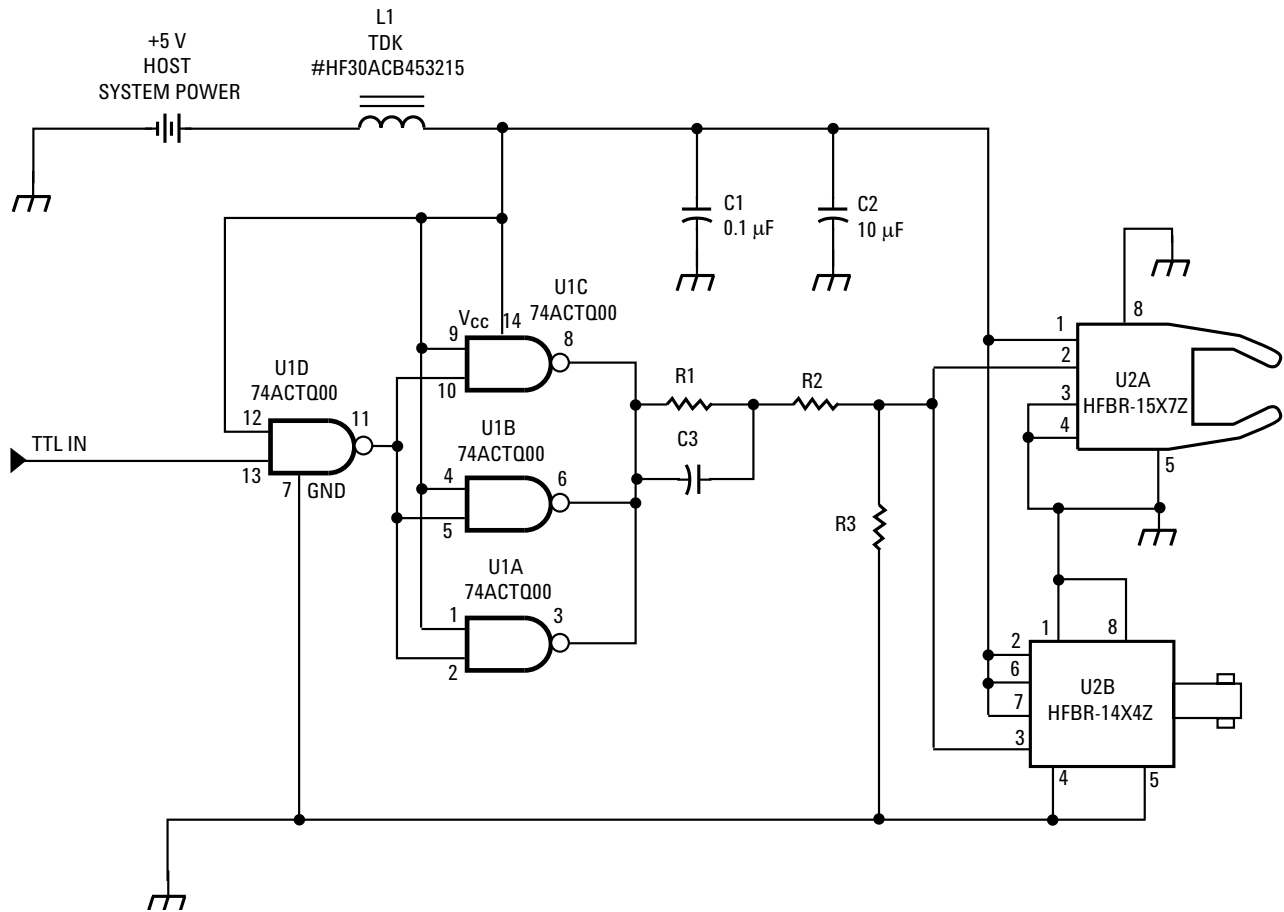 L1
TDK
#HF30ACB453215
+5 V
HOST
SYSTEM POWER
C1
0.1 µF
C2
10 µF
U1C
74ACTQ00
VCC
14
9
8
10
U1D
74ACTQ00
12
11
13
7
GND
TTL IN
U1B
74ACTQ00
4
6
5
U1A
74ACTQ00
1
3
2
R1
R2
C3
R3
8
1
2
3
4
5
U2A
HFBR-15X7Z
1
8
2
6
7
3
4
5
U2B
HFBR-14X4Z